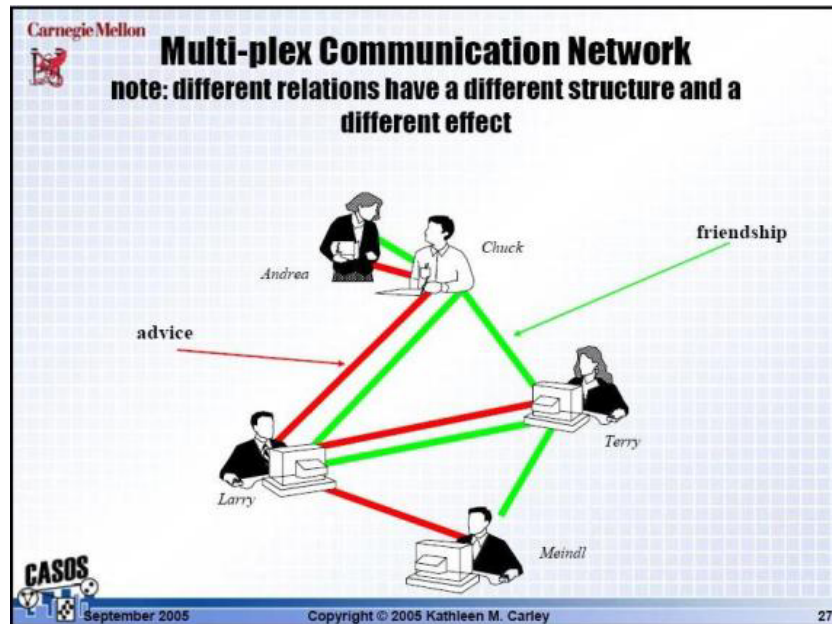 Carnegie Mellon
Multi-plex Communication Network
note: different relations have a different structure and a
different effect
Chuck
friendship
Andrea
advice
Terry
Larry
Meindl
CASOS
September 2005
Copyright © 2005 Kathleen M. Carley
27